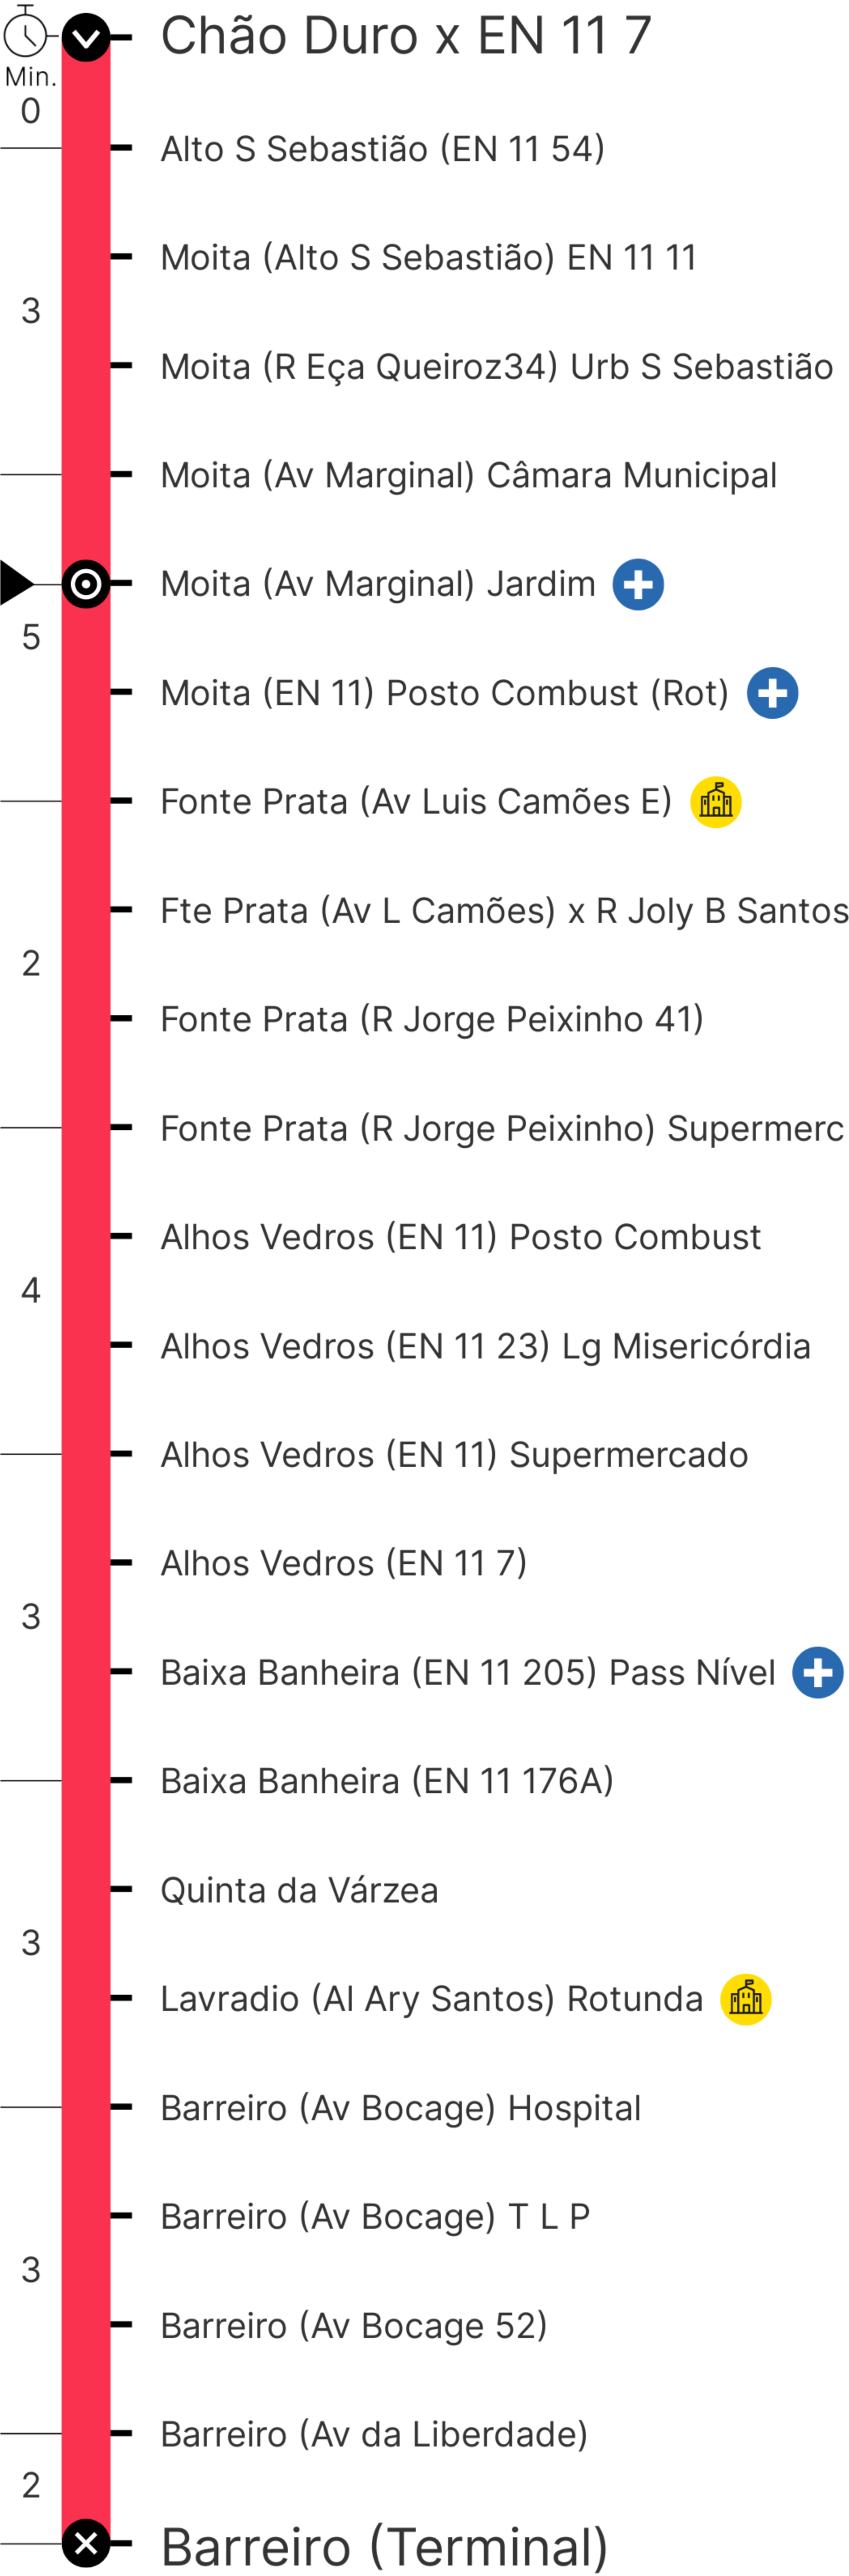 Chão Duro x EN 11 7
Min.
0
Alto S Sebastião (EN 11 54)
Moita (Alto S Sebastião) EN 11 11
3
Moita (R Eça Queiroz34) Urb S Sebastião
Moita (Av Marginal) Câmara Municipal
Moita (Av Marginal) Jardim
5
Moita (EN 11) Posto Combust (Rot)
Fonte Prata (Av Luis Camões E)
Fte Prata (Av L Camões) x R Joly B Santos
2
Fonte Prata (R Jorge Peixinho 41)
Fonte Prata (R Jorge Peixinho) Supermerc
Alhos Vedros (EN 11) Posto Combust
4
Alhos Vedros (EN 11 23) Lg Misericórdia
Alhos Vedros (EN 11) Supermercado
Alhos Vedros (EN 11 7)
3
Baixa Banheira (EN 11 205) Pass Nível
Baixa Banheira (EN 11 176A)
Quinta da Várzea
3
Lavradio (Al Ary Santos) Rotunda
Barreiro (Av Bocage) Hospital
Barreiro (Av Bocage) T L P
3
Barreiro (Av Bocage 52)
Barreiro (Av da Liberdade)
2
Barreiro (Terminal)